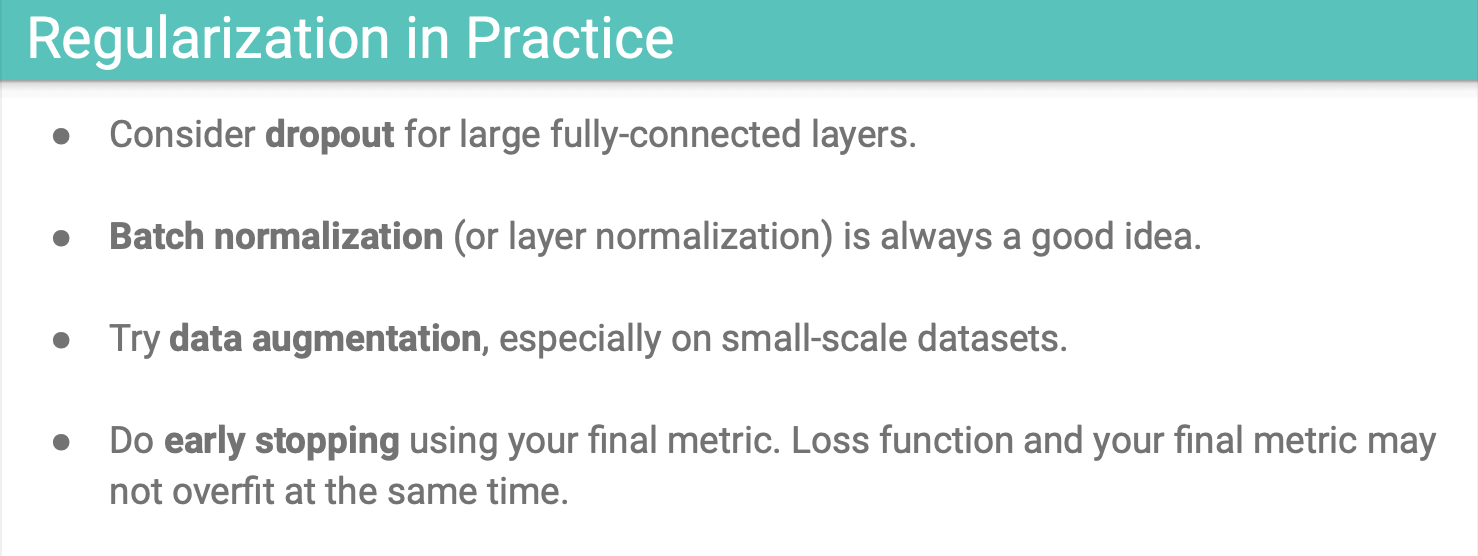 Regularization in Practice
● Consider dropout for large fully-connected layers.
● Batch normalization (or layer normalization) is always a good idea.
● Try data augmentation, especially on small-scale datasets.
● Do early stopping using your final metric. Loss function and your final metric may
not overfit at the same time.